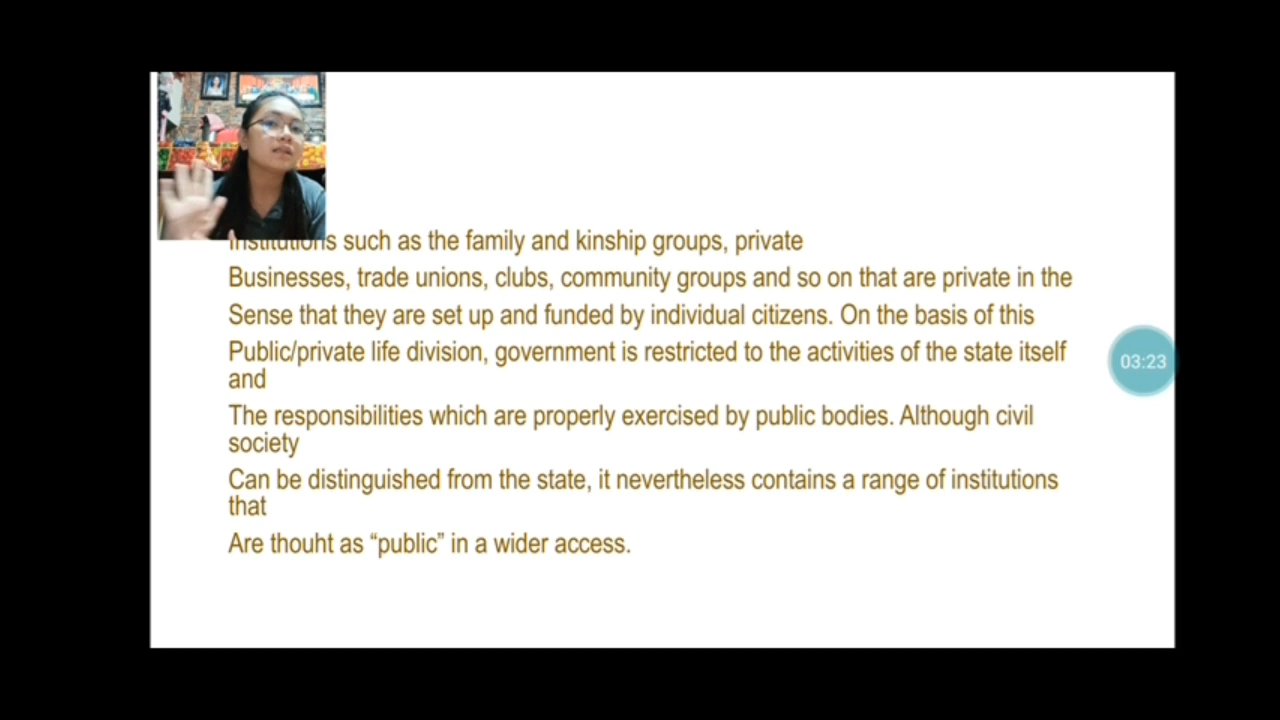 Institutions such as the family and kinship groups, private
Businesses, trade unions, clubs, community groups and so on that are private in the
Sense that they are set up and funded by individual citizens. On the basis of this
Public/private life division, government is restricted to the activities of the state itself
and
The responsibilities which are properly exercised by public bodies. Although civil
society
Can be distinguished from the state, it nevertheless contains a range of institutions
that
Are thouht as “public” in a wider access.
03:23